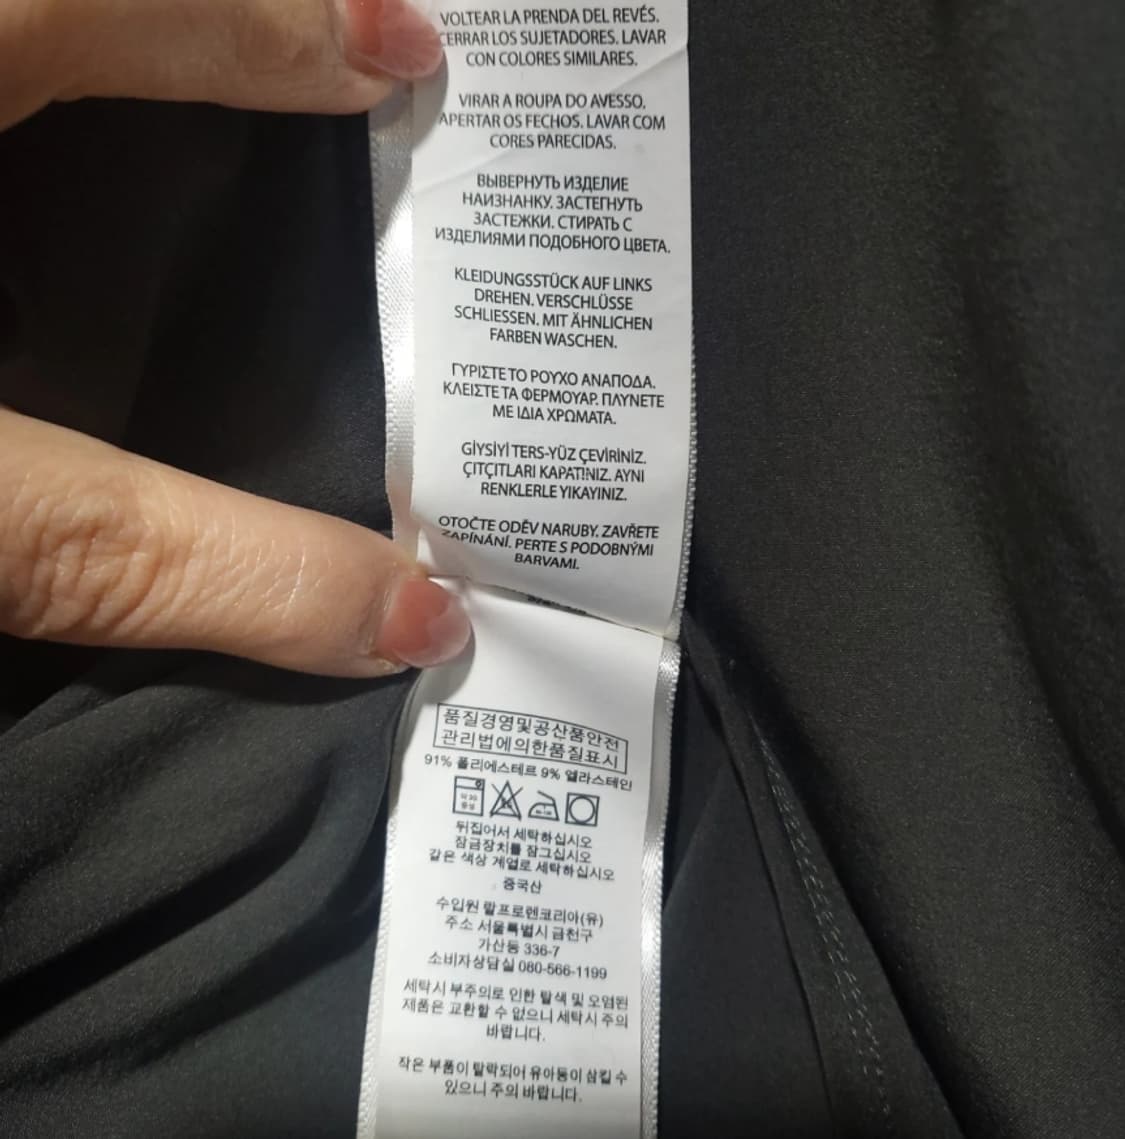 VOLTEAR LA PRENDA DEL REVÉS.
CERRAR LOS SUJETADORES. LAVAR
CON COLORES SIMILARES.
VIRAR A ROUPA DO AVESSO.
APERTAR OS FECHOS. LAVAR COM
CORES PARECIDAS.
ВЫВЕРНУТЬ ИЗДЕЛИЕ
НАИЗНАНКУ. ЗАСТЕГНУТЬ
ЗАСТЕЖКИ. СТИРАТЬ С
ИЗДЕЛИЯМИ ПОДОБНОГО ЦВЕТА.
KLEIDUNGSSTÜCK AUF LINKS
DREHEN. VERSCHLÜSSE
SCHLIESSEN. MIT ÄHNLICHEN
FARBEN WASCHEN.
ΓΥΡΙΣΤΕ ΤΟ ΡΟΥΧΟ ΑΝΑΠΟΔΑ.
ΚΛΕΙΣΤΕ ΤΑ ΦΕΡΜΟΥΑΡ. ΠΛΥΝΕΤΕ
ΜΕ ΙΔΙΑ ΧΡΩΜΑΤΑ.
GİYSİYİ TERS-YÜZ ÇEVİRİNİZ.
ÇITÇITLARI KAPATINIZ. AYNI
RENKLERLE YIKAYINIZ.
OTOČTE ODĚV NARUBY. ZAVŘETE
ZAPÍNÁNÍ. PERTE S PODOBNÝMI
BARVAMI.
품질경영및공산품안전
관리법에의한품질표시
91% 폴리에스테르 9% 엘라스테인
뒤집어서 세탁하십시오
잠금장치를 잠그십시오
같은 색상 계열로 세탁하십시오
중국산
수입원 랄프로렌코리아(유)
주소 서울특별시 금천구
가산동 336-7
소비자상담실 080-566-1199
세탁시 부주의로 인한 탈색 및 오염된
제품은 교환할 수 없으니 세탁시 주의
바랍니다.
작은 부품이 탈락되어 유아동이 삼킬 수
있으니 주의 바랍니다.